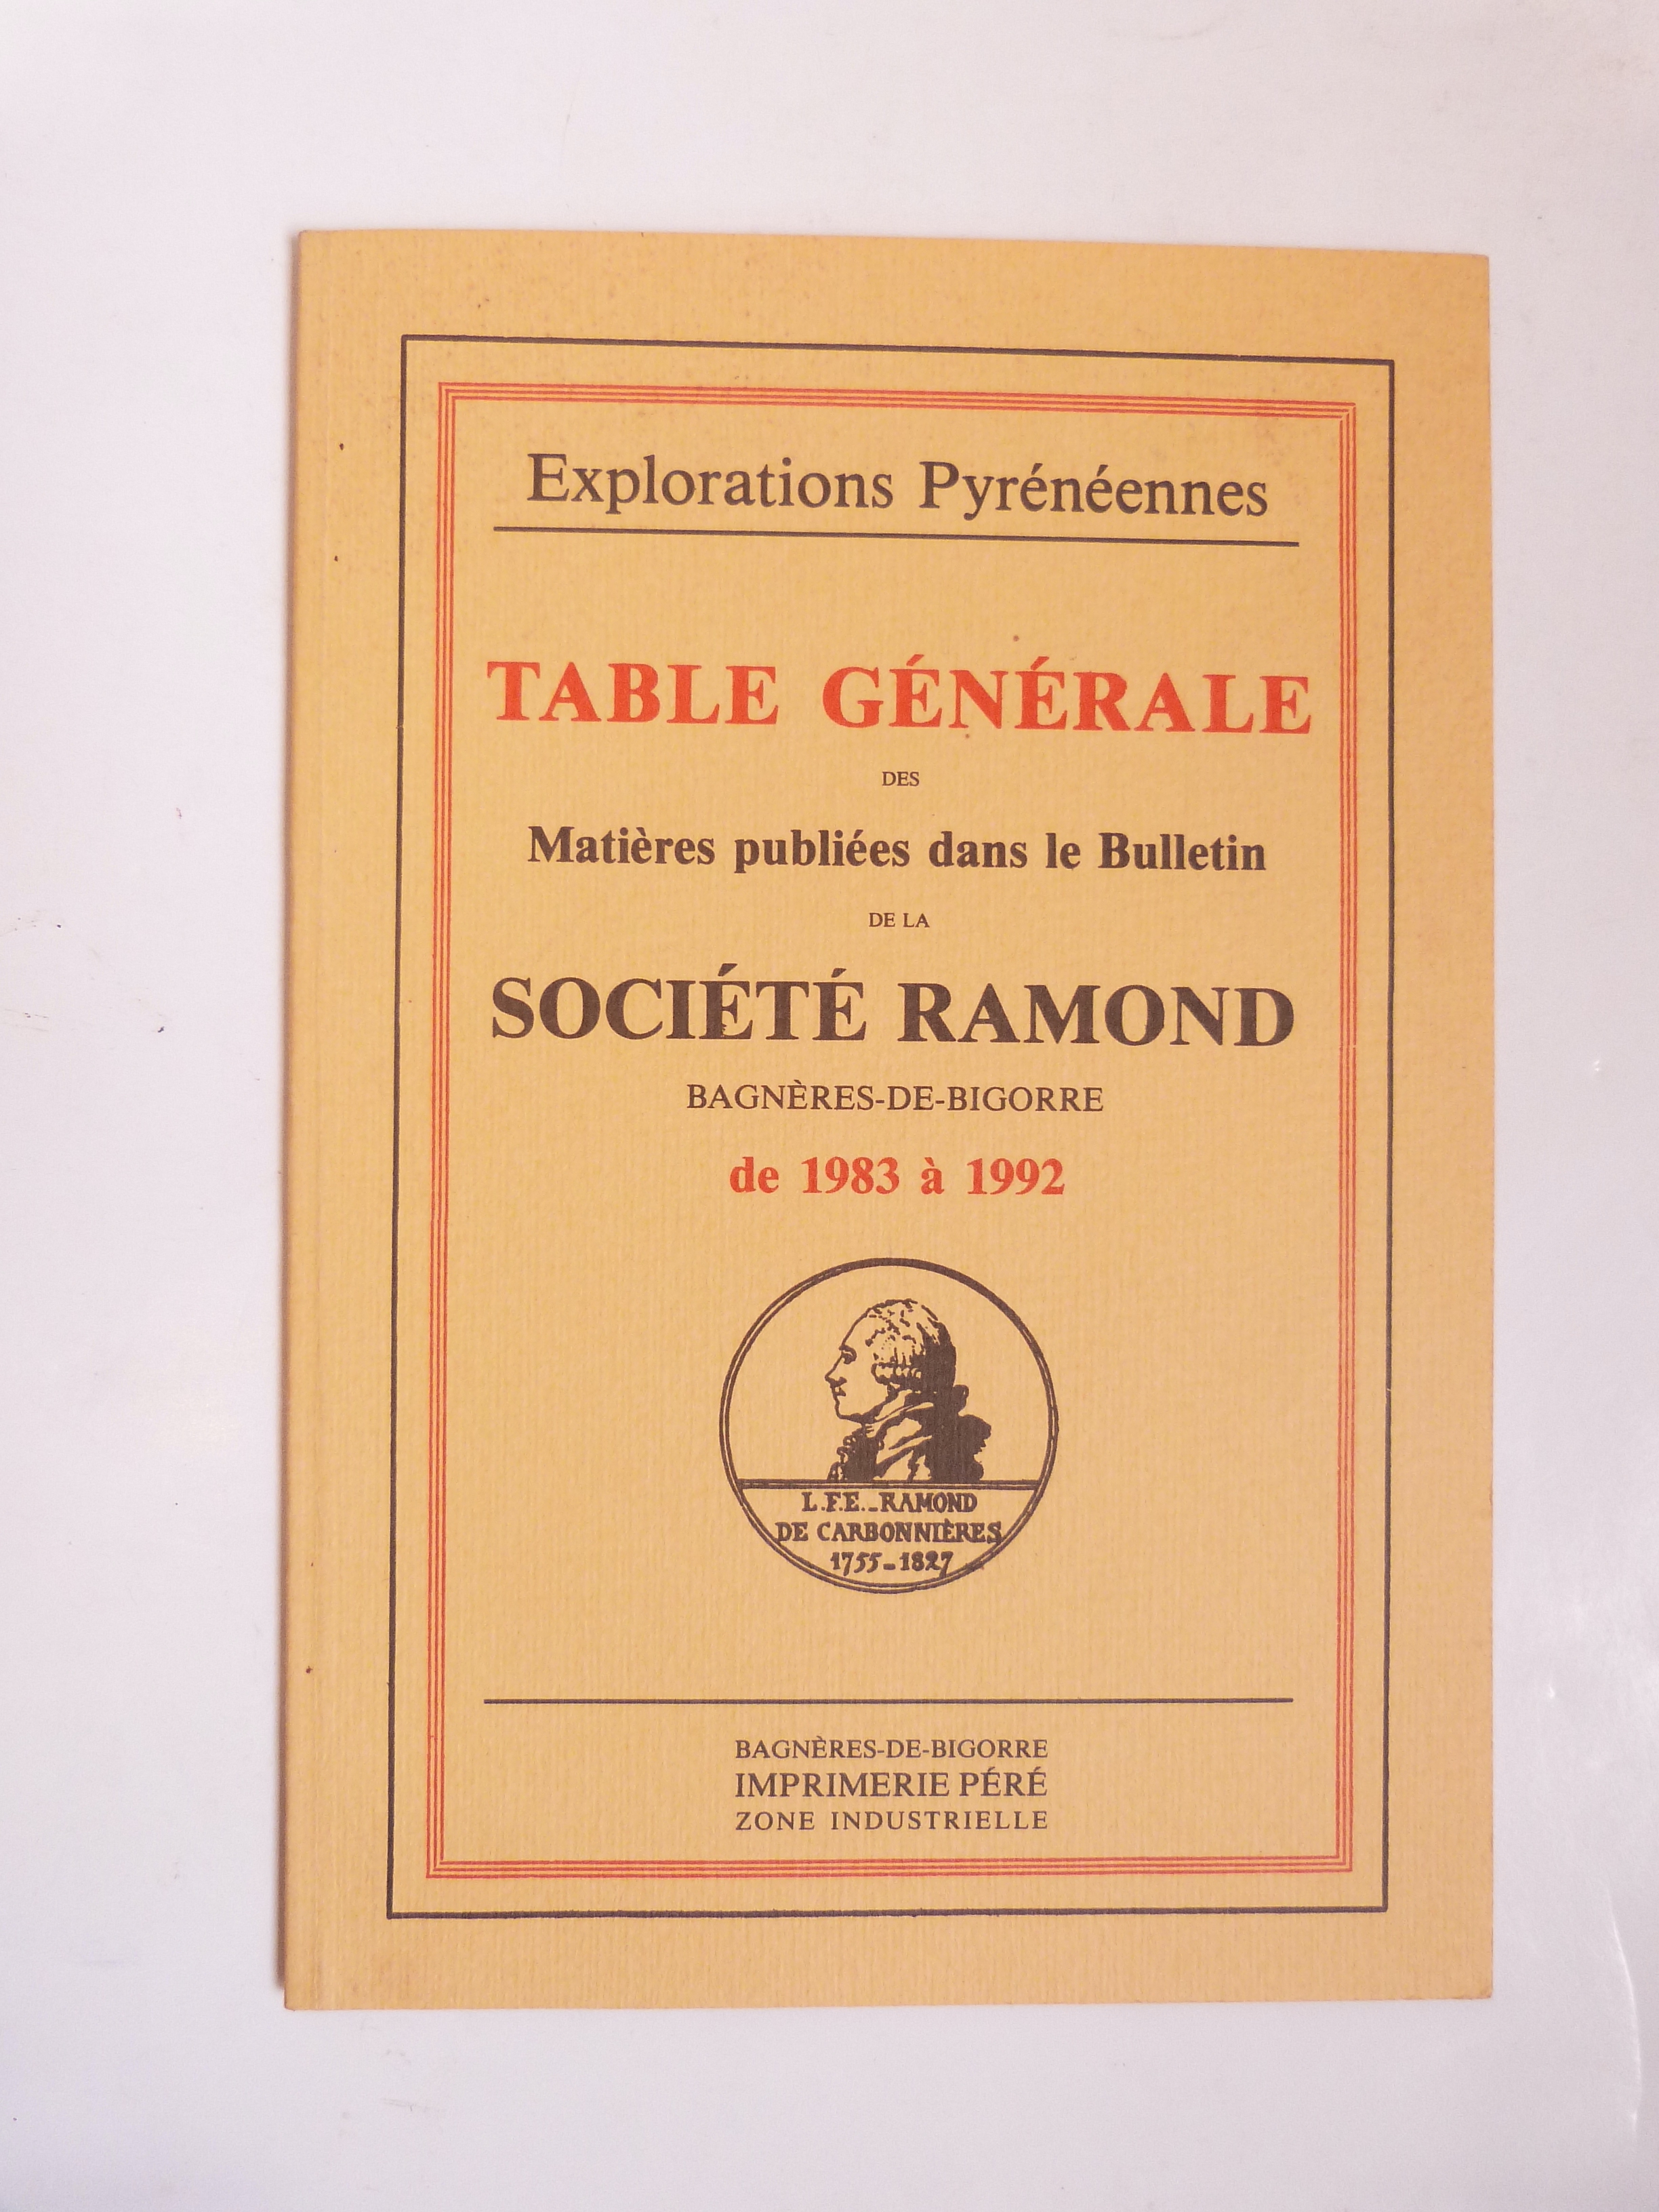 Explorations Pyrénéennes
TABLE GÉNÉRALE
DES
Matières publiées dans le Bulletin
DE LA
SOCIÉTÉ RAMOND
BAGNÈRES-DE-BIGORRE
de 1983 à 1992
L.F.E. - RAMOND
DE CARBONNIÈRES
1755-1827
BAGNÈRES-DE-BIGORRE
IMPRIMERIE PÉRÉ
ZONE INDUSTRIELLE